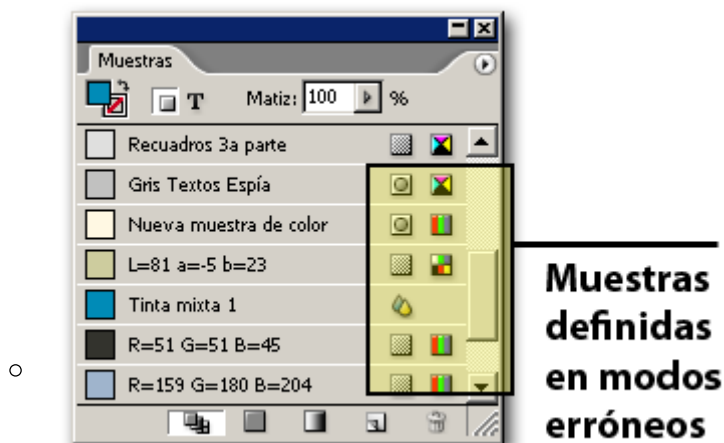 Muestras
T Matiz: 100 %
Recuadros 3a parte
Gris Textos Espía
Nueva muestra de color
L=81 a=-5 b=23
Tinta mixta 1
R=51 G=51 B=45
R=159 G=180 B=204
Muestras
definidas
en modos
erróneos